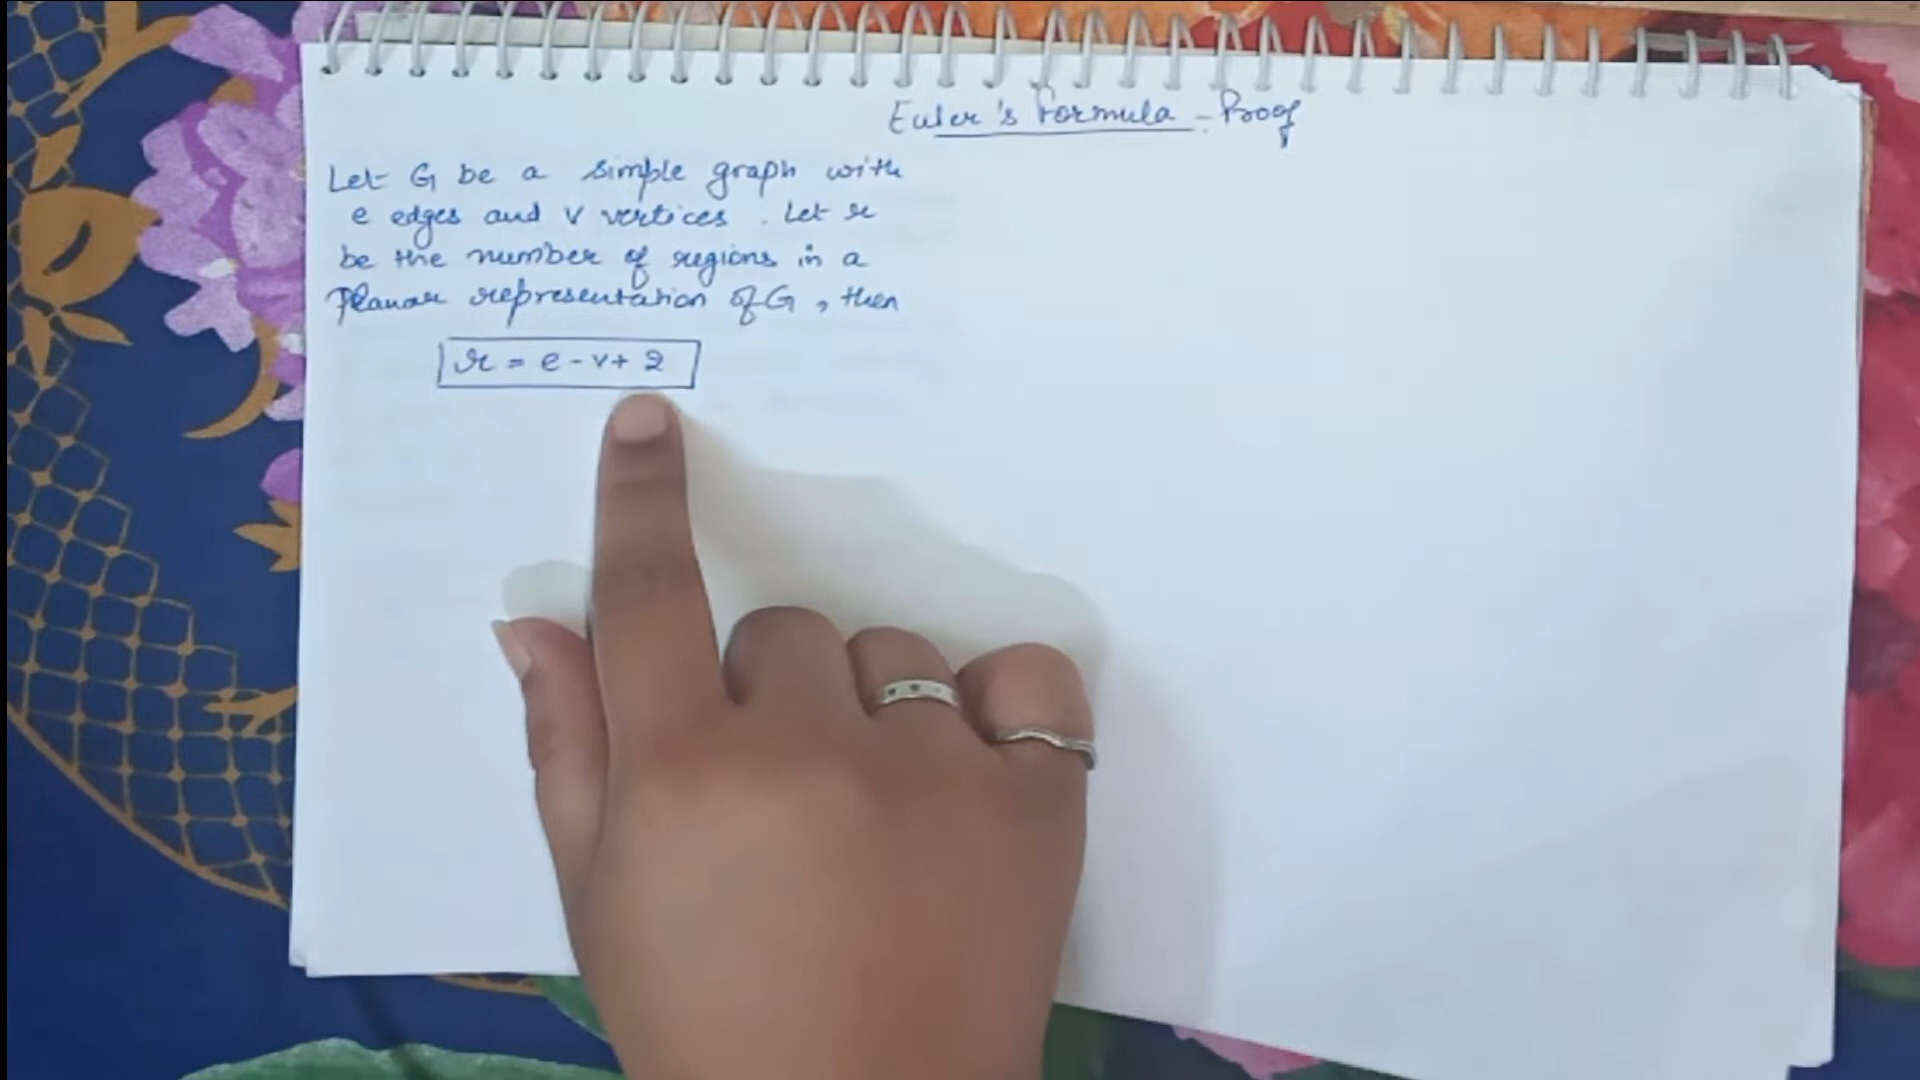 Euler's Formula - Proof
Let G be a simple graph with
e edges and v vertices. Let r
be the number of regions in a
Planar representation of G, then
r = e - v + 2